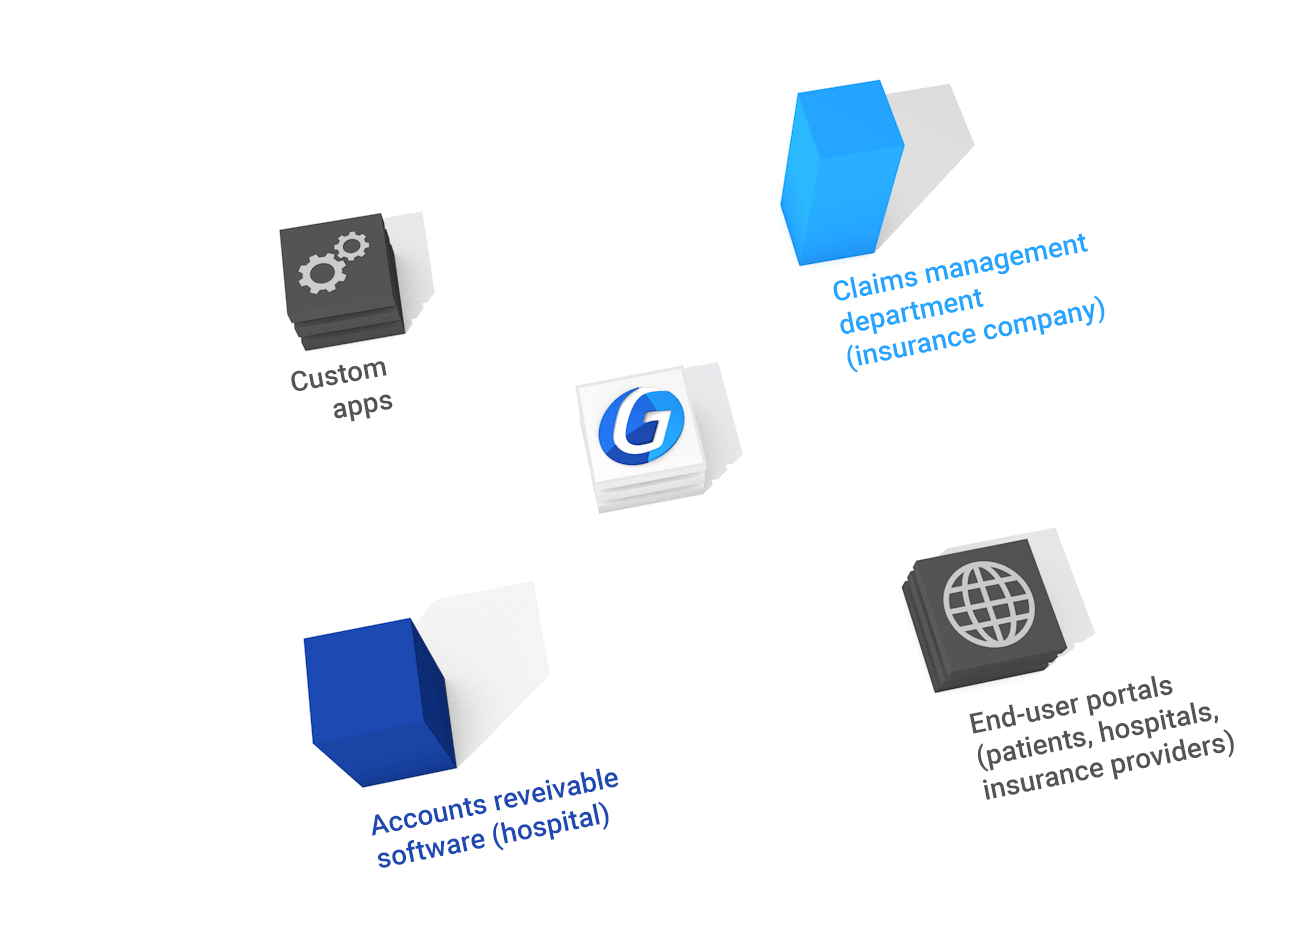 Claims management
department
(insurance company)
Custom
apps
G
End-user portals
(patients, hospitals,
insurance providers)
Accounts reveivable
software (hospital)